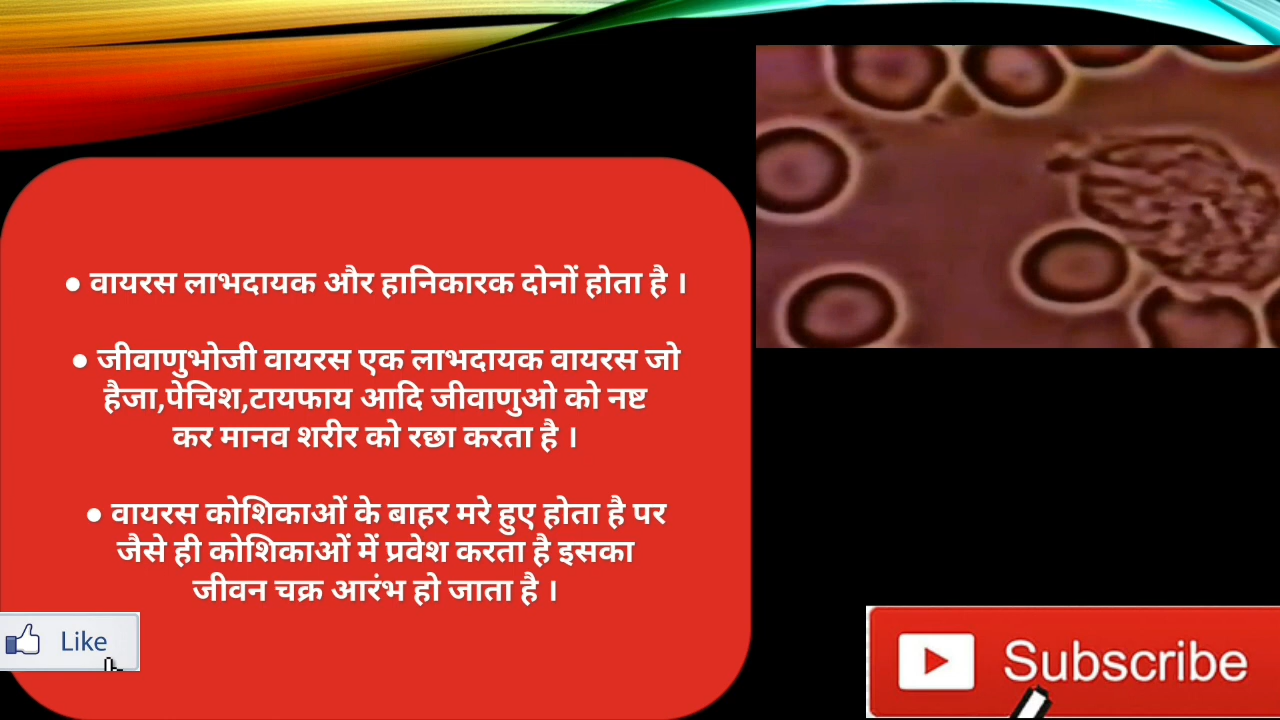 ● वायरस लाभदायक और हानिकारक दोनों होता है ।
● जीवाणुभोजी वायरस एक लाभदायक वायरस जो
हैजा,पेचिश,टायफाय आदि जीवाणुओ को नष्ट
कर मानव शरीर को रछा करता है ।
● वायरस कोशिकाओं के बाहर मरे हुए होता है पर
जैसे ही कोशिकाओं में प्रवेश करता है इसका
जीवन चक्र आरंभ हो जाता है ।
Like
Subscribe